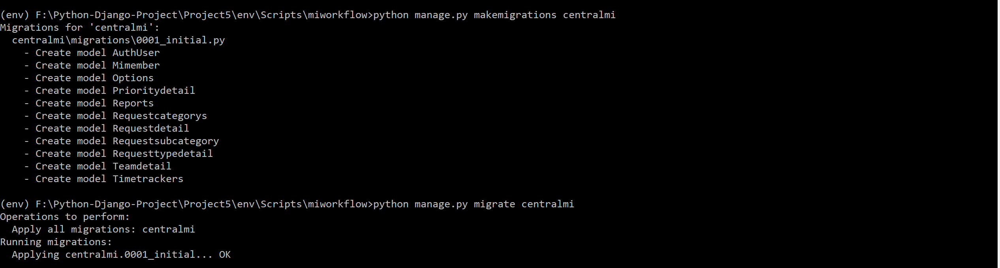 (env) F:\Python-Django-Project\Project5\env\Scripts\miworkflow>python manage.py makemigrations centralmi
Migrations for 'centralmi':
  centralmi\migrations\0001_initial.py
    - Create model AuthUser
    - Create model Mimember
    - Create model Options
    - Create model Prioritydetail
    - Create model Reports
    - Create model Requestcategorys
    - Create model Requestdetail
    - Create model Requestsubcategory
    - Create model Requesttypedetail
    - Create model Teamdetail
    - Create model Timetrackers

(env) F:\Python-Django-Project\Project5\env\Scripts\miworkflow>python manage.py migrate centralmi
Operations to perform:
  Apply all migrations: centralmi
Running migrations:
  Applying centralmi.0001_initial... OK